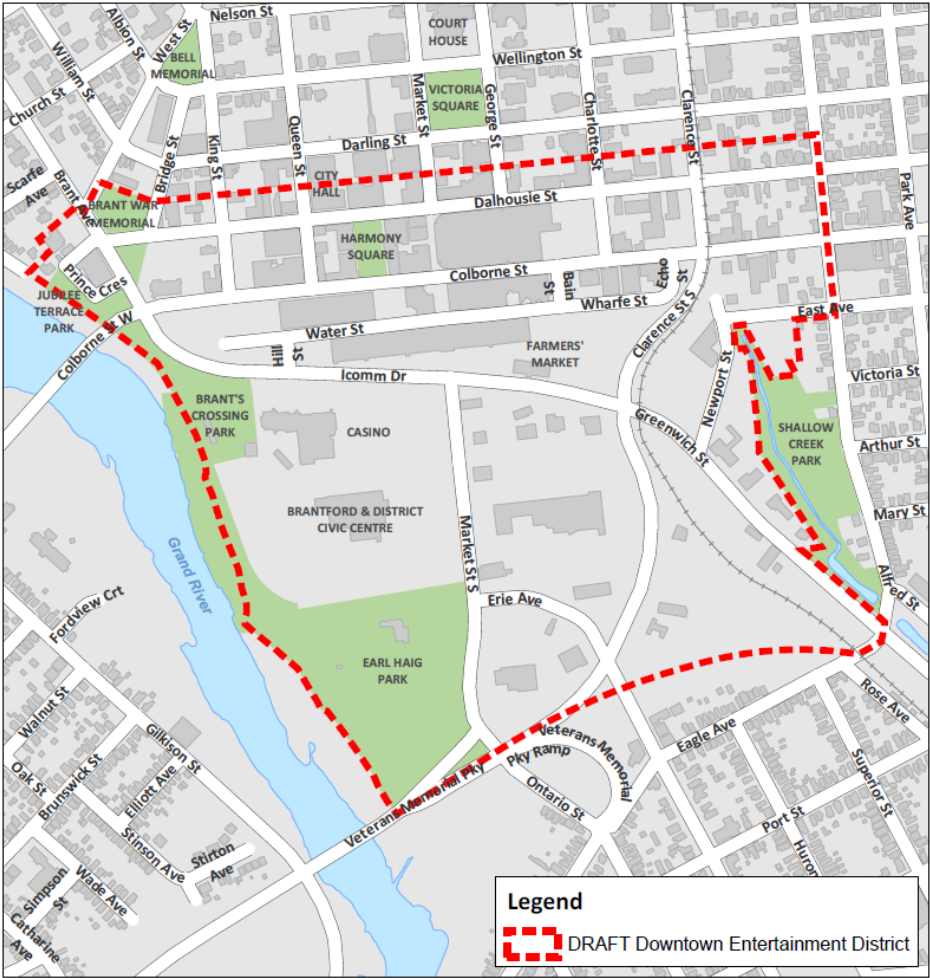 Nelson St
Albion St
West St
COURT
HOUSE
William St
BELL
MEMORIAL
Wellington St
Church St
VICTORIA
SQUARE
Market St
George St
Charlotte St
Clarence St
Queen St
King St
Bridge St
Darling St
Scarfe
Ave
Brant Ave
CITY
HALL
Park Ave
BRANT WAR
MEMORIAL
Dalhousie St
HARMONY
SQUARE
Prince Cres
Colborne St
Bain
St
Echo
St
JUBILEE
TERRACE
PARK
Wharfe St
Clarence St S
East Ave
Colborne St W
Water St
Hill
St
FARMERS'
MARKET
Newport St
Icomm Dr
Victoria St
BRANT'S
CROSSING
PARK
CASINO
Greenwich St
SHALLOW
CREEK
PARK
Arthur St
BRANTFORD & DISTRICT
CIVIC CENTRE
Mary St
Market St S
Grand River
Alfred St
Fordview Crt
Erie Ave
EARL HAIG
PARK
Rose Ave
Walnut St
Gilkison St
Eagle Ave
Veterans Memorial
Pky Ramp
Superior St
Oak St
Brunswick St
Elliott Ave
Veterans Memorial Pky
Ontario St
Port St
Stinson Ave
Stirton
Ave
Huron
Simpson
St
Wade Ave
Catharine
Ave
Legend
DRAFT Downtown Entertainment District